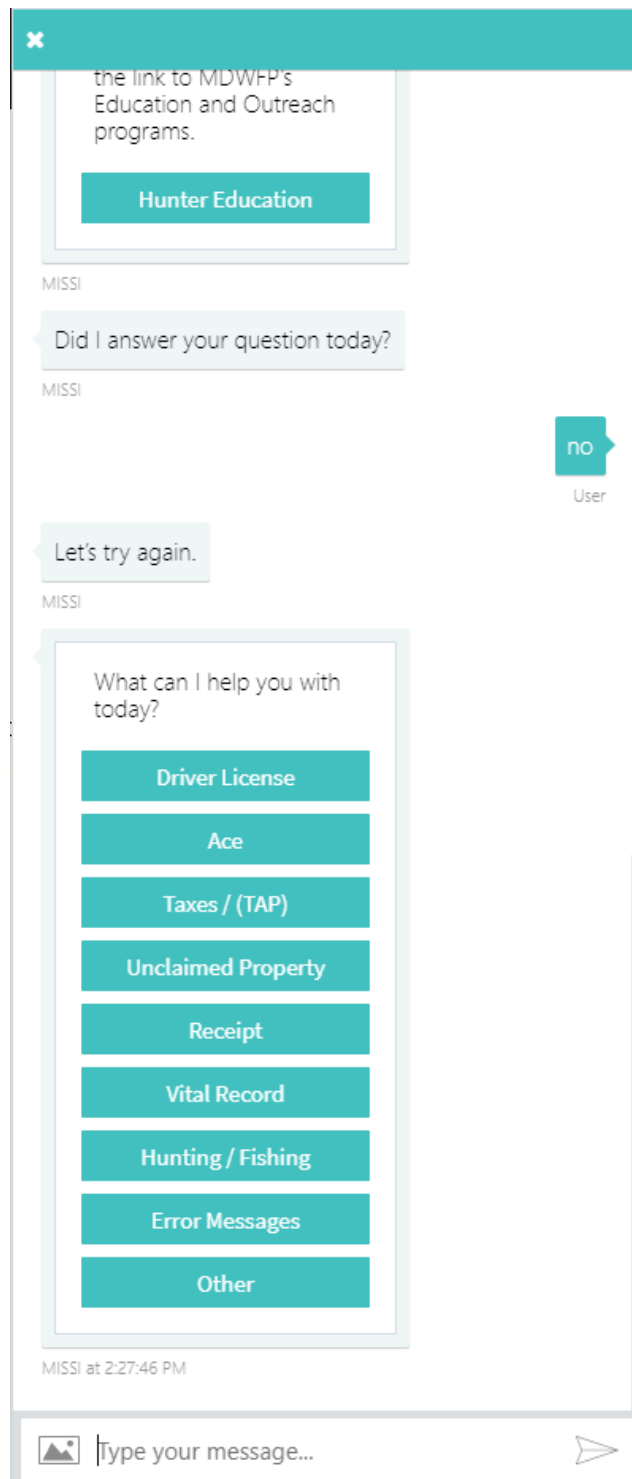 the link to MDWFP's
Education and Outreach
programs.
Hunter Education
MISSI
Did I answer your question today?
MISSI
no
User
Let's try again.
MISSI
What can I help you with
today?
Driver License
Ace
Taxes / (TAP)
Unclaimed Property
Receipt
Vital Record
Hunting / Fishing
Error Messages
Other
MISSI at 2:27:46 PM
Type your message...